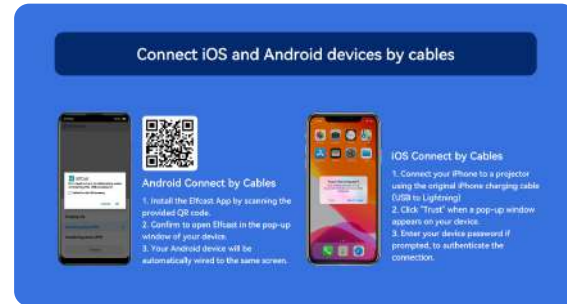 Connect iOS and Android devices by cables
Android Connect by Cables
1. Install the Elfcast App by scanning the
provided QR code.
2. Confirm to open Elfcast in the pop-up
window of your device.
3. Your Android device will be
automatically wired to the same screen.
iOS Connect by Cables
1. Connect your iPhone to a projector
using the original iPhone charging cable
(USB to Lightning)
2. Click "Trust" when a pop-up window
appears on your device.
3. Enter your device password if
prompted, to authenticate the
connection.